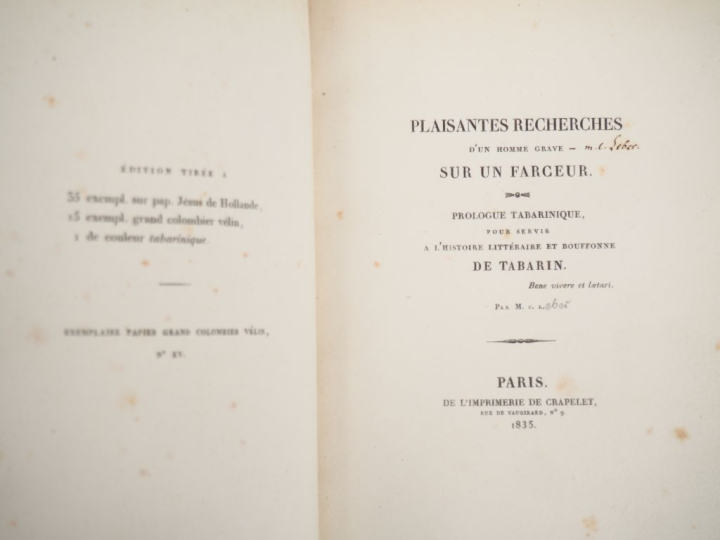 ÉDITION TIRÉE A
35 exempl. sur pap. Jésus de Hollande,
15 exempl. grand colombier vélin,
1 de couleur tabarinique.
EXEMPLAIRE PAPIER GRAND COLOMBIER VÉLIN,
N° XV.
PLAISANTES RECHERCHES
D'UN HOMME GRAVE — m. c. Leber
SUR UN FARCEUR.
PROLOGUE TABARINIQUE,
POUR SERVIR
A L'HISTOIRE LITTÉRAIRE ET BOUFFONNE
DE TABARIN.
Bene vivere et lætari.
PAR M. C. L.
PARIS.
DE L'IMPRIMERIE DE CRAPELET,
RUE DE VAUGIRARD, N° 9.
1835.